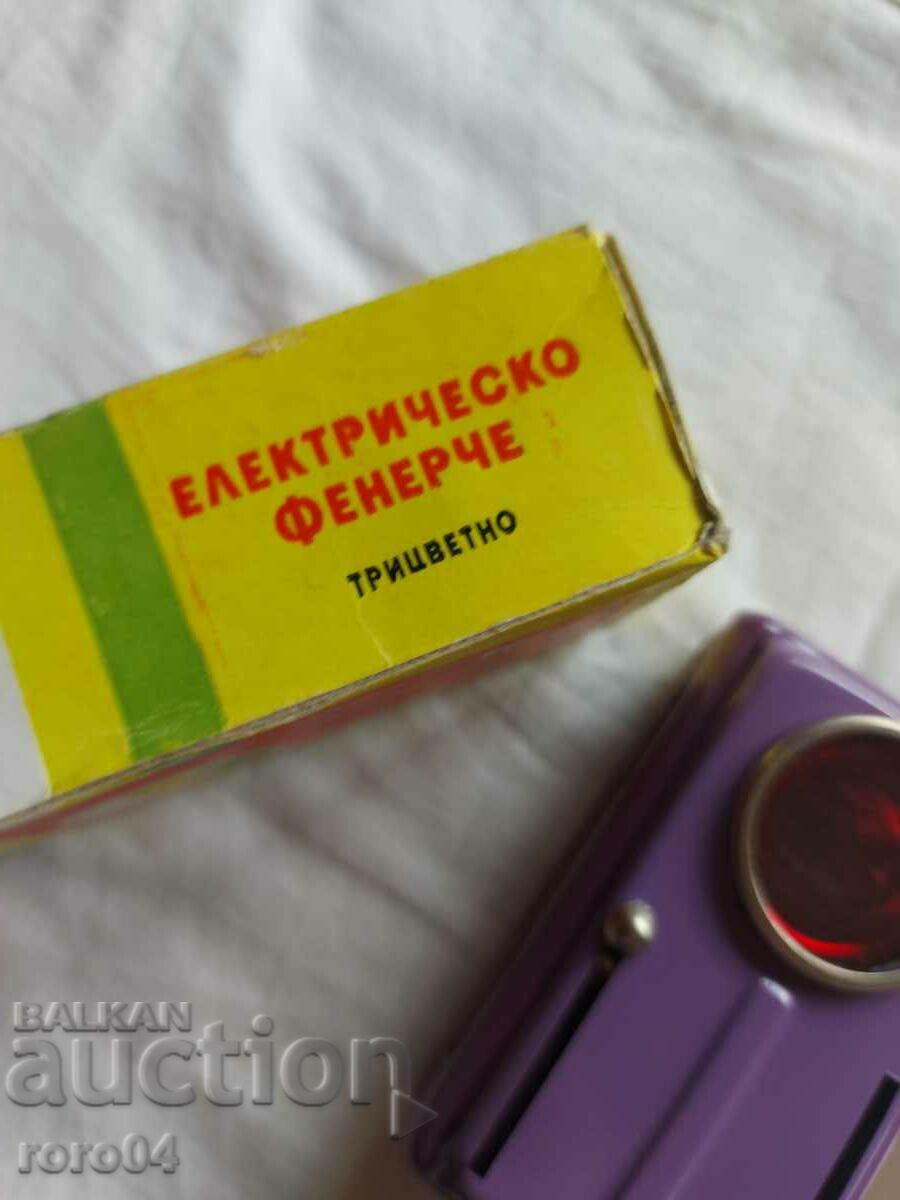 ЕЛЕКТРИЧЕСКО
ФЕНЕРЧЕ
ТРИЦВЕТНО
BALKAN
auction
roro04